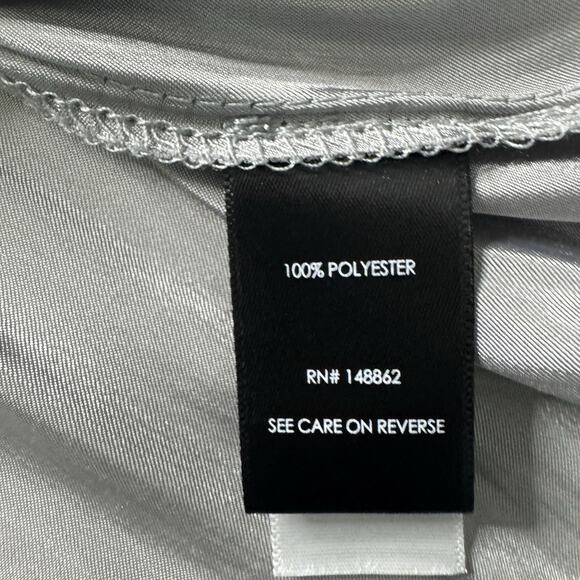 100% POLYESTER
RN# 148862
SEE CARE ON REVERSE